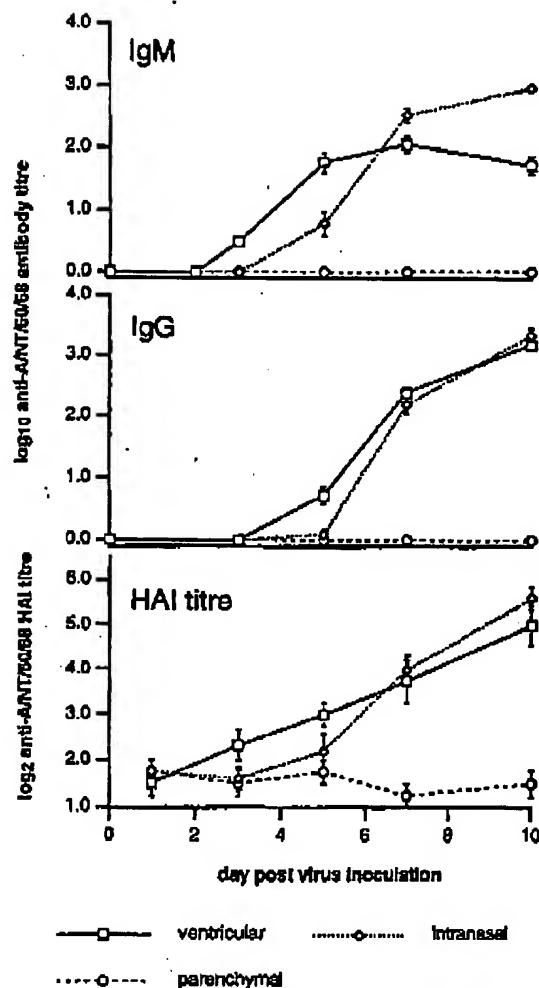 IgM
4.0
3.0
2.0
1.0
0.0
log10 anti-A/NT/60/68 antibody titre
IgG
4.0
3.0
2.0
1.0
0.0
HAI titre
6.0
5.0
4.0
3.0
2.0
1.0
log2 anti-A/NT/60/68 HAI titre
0 2 4 6 8 10
day post virus inoculation
ventricular
intranasal
parenchymal